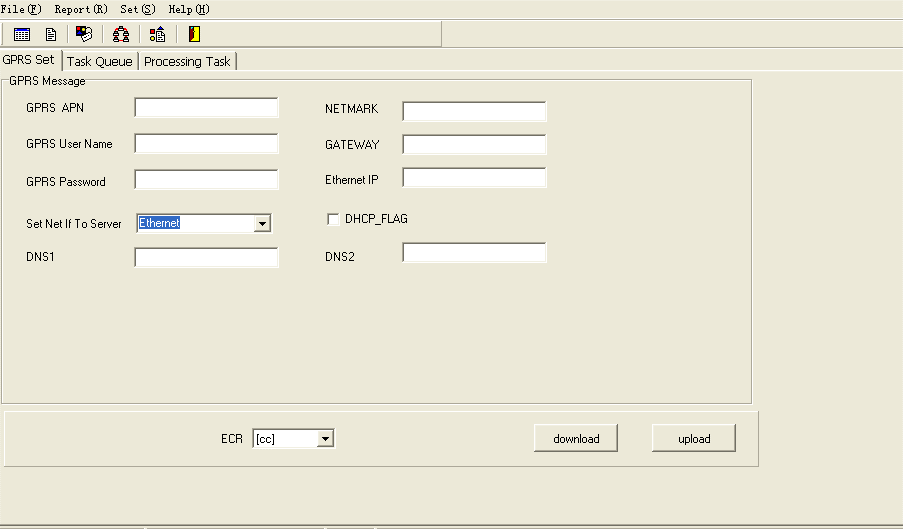 File(F) Report(R) Set(S) Help(H)
GPRS Set Task Queue Processing Task
GPRS Message
GPRS APN NETMARK
GPRS User Name GATEWAY
GPRS Password Ethernet IP
Set Net If To Server Ethernet DHCP_FLAG
DNS1 DNS2
ECR [cc] download upload